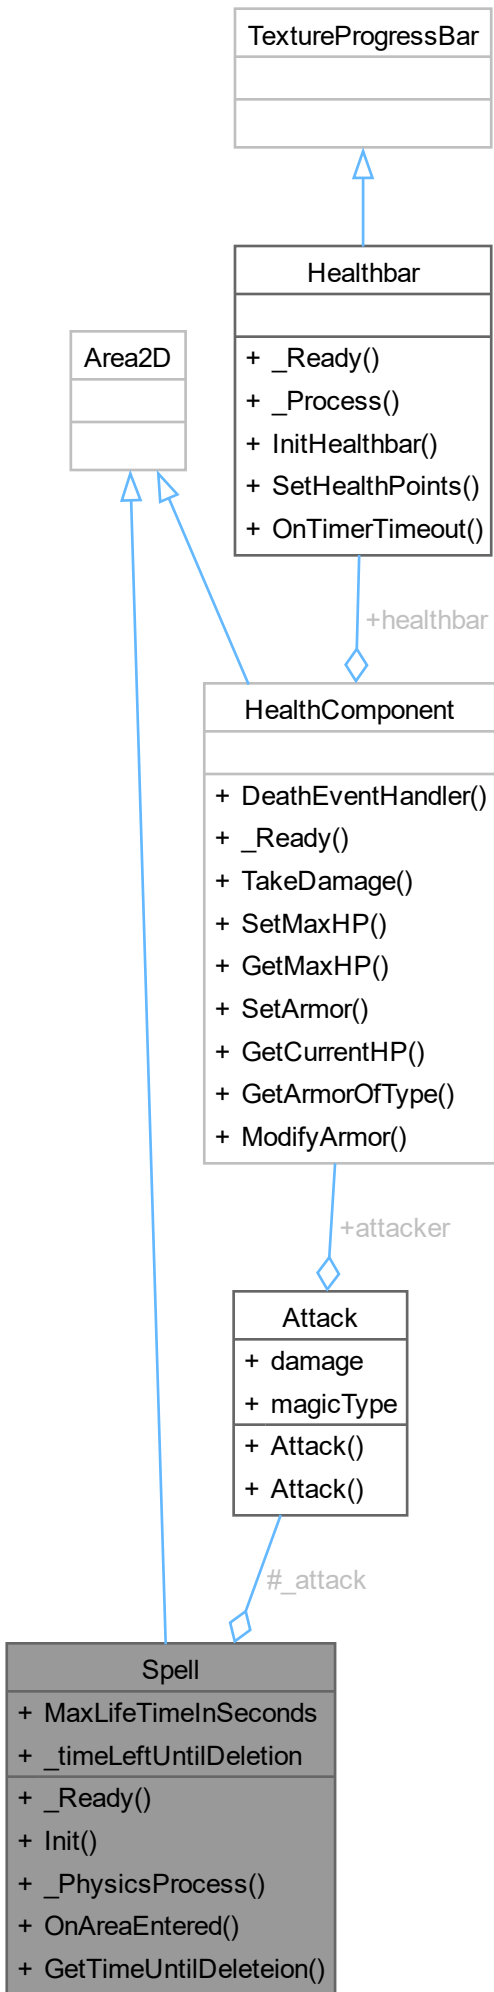 TextureProgressBar
Healthbar
+ _Ready()
+ _Process()
+ InitHealthbar()
+ SetHealthPoints()
+ OnTimerTimeout()
Area2D
+healthbar
HealthComponent
+ DeathEventHandler()
+ _Ready()
+ TakeDamage()
+ SetMaxHP()
+ GetMaxHP()
+ SetArmor()
+ GetCurrentHP()
+ GetArmorOfType()
+ ModifyArmor()
+attacker
Attack
+ damage
+ magicType
+ Attack()
+ Attack()
#_attack
Spell
+ MaxLifeTimeInSeconds
+ _timeLeftUntilDeletion
+ _Ready()
+ Init()
+ _PhysicsProcess()
+ OnAreaEntered()
+ GetTimeUntilDeleteion()